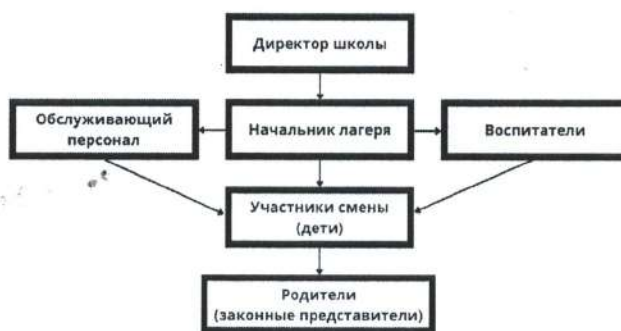 Директор школы
Обслуживающий
персонал
Начальник лагеря
Воспитатели
Участники смены
(дети)
Родители
(законные представители)